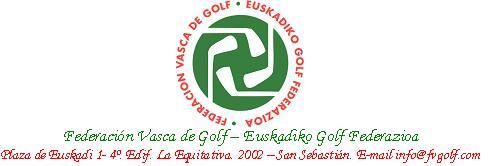 FEDERACION VASCA DE GOLF • EUSKADIKO GOLF FEDERAZIOA •
Federación Vasca de Golf – Euskadiko Golf Federazioa
Plaza de Euskadi 1- 4º. Edif. La Equitativa. 2002 – San Sebastián. E-mail info@fvgolf.com